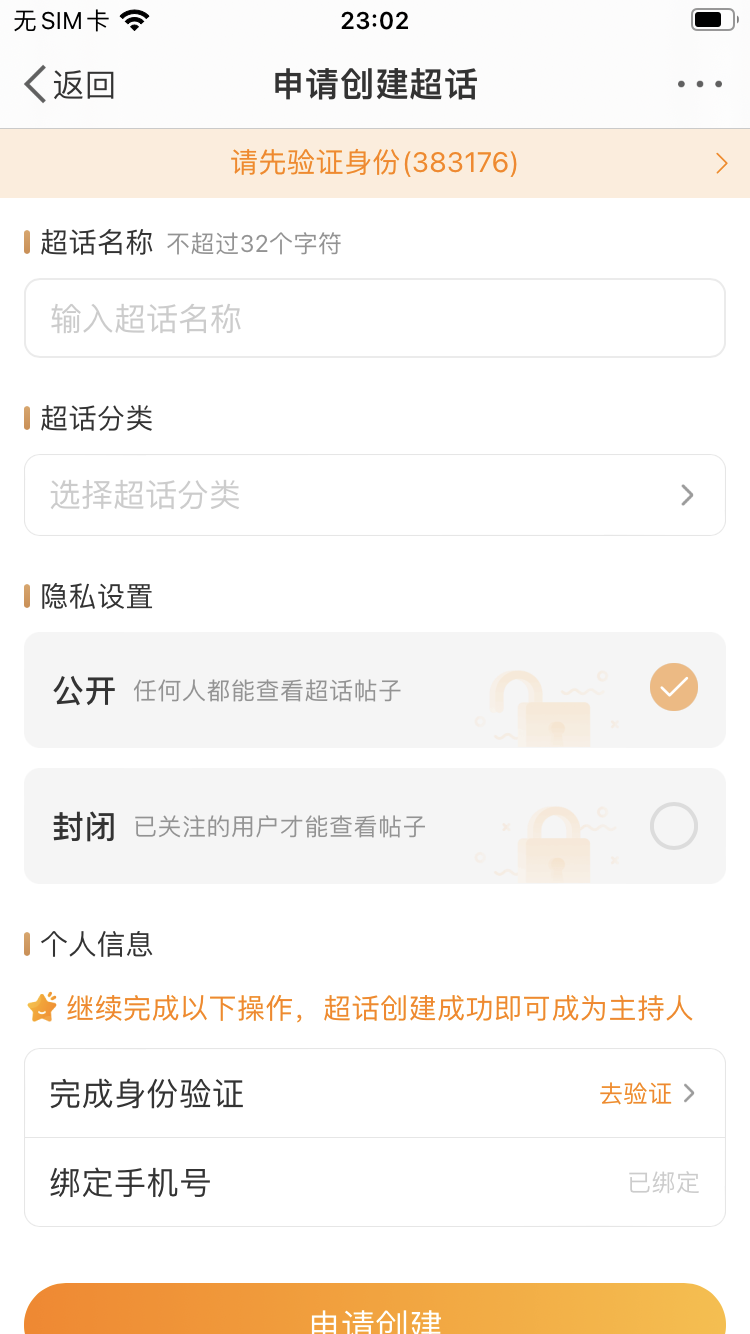 无SIM卡 23:02
返回 申请创建超话
请先验证身份(383176)
超话名称 不超过32个字符
输入超话名称
超话分类
选择超话分类
隐私设置
公开 任何人都能查看超话帖子
封闭 已关注的用户才能查看帖子
个人信息
继续完成以下操作，超话创建成功即可成为主持人
完成身份验证 去验证
绑定手机号 已绑定
申请创建